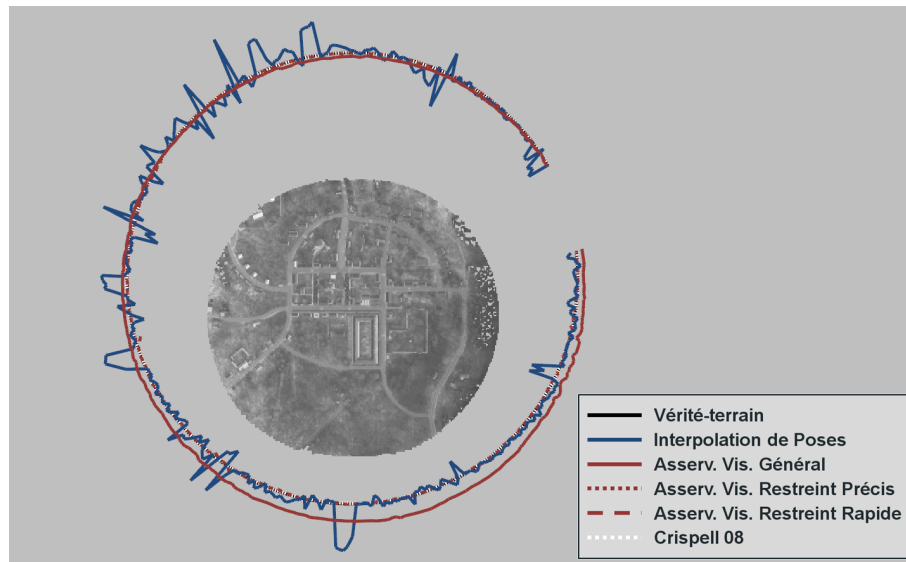 Vérité-terrain
Interpolation de Poses
Asserv. Vis. Général
Asserv. Vis. Restreint Précis
Asserv. Vis. Restreint Rapide
Crispell 08